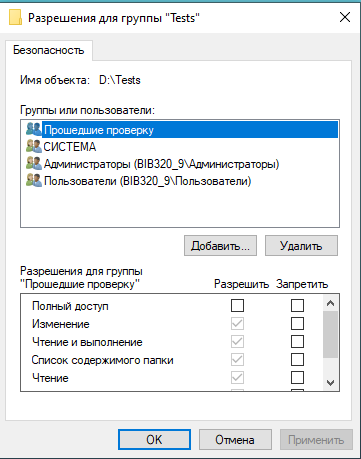 Разрешения для группы "Tests"
Безопасность
Имя объекта: D:\Tests
Группы или пользователи:
Прошедшие проверку
СИСТЕМА
Администраторы (BIB320_9\Администраторы)
Пользователи (BIB320_9\Пользователи)
Добавить... Удалить
Разрешения для группы
"Прошедшие проверку" Разрешить Запретить
Полный доступ
Изменение
Чтение и выполнение
Список содержимого папки
Чтение
OK Отмена Применить